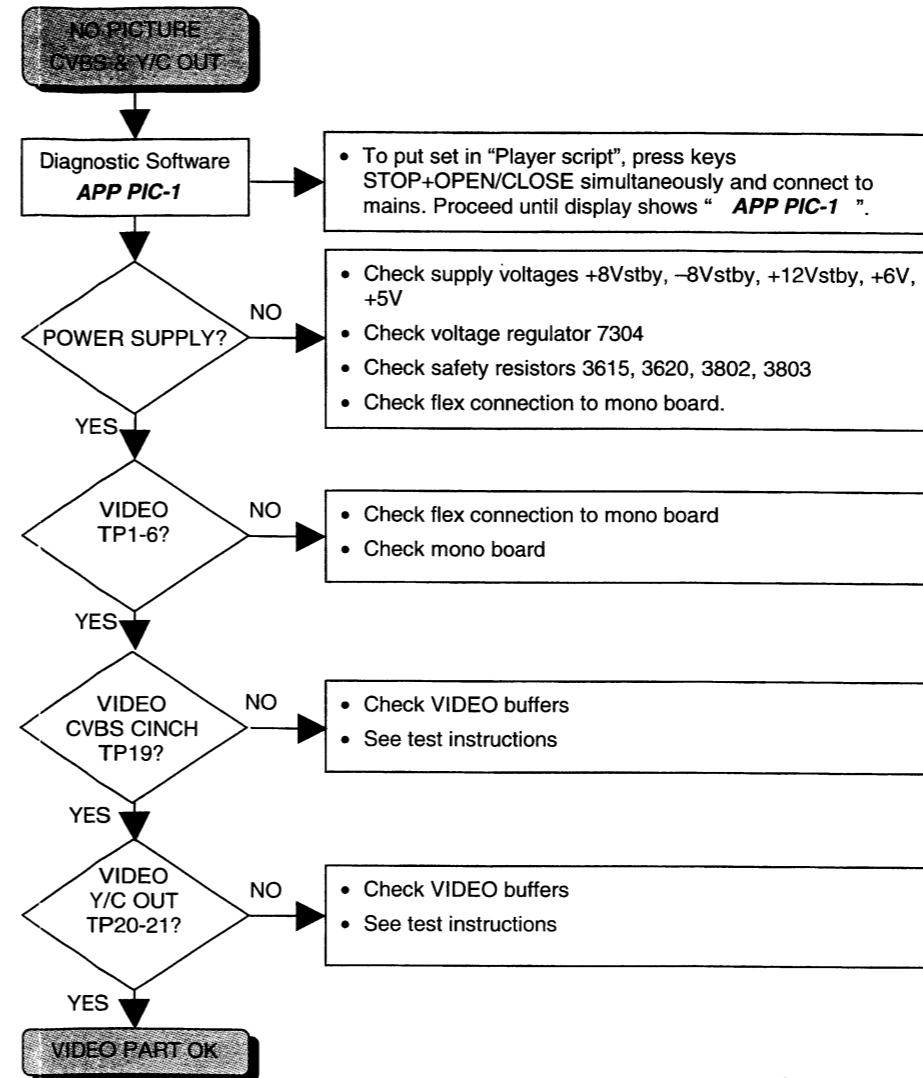 NO PICTURE
CVBS & Y/C OUT
Diagnostic Software
APP PIC-1
• To put set in “Player script”, press keys
STOP+OPEN/CLOSE simultaneously and connect to
mains. Proceed until display shows “ APP PIC-1 ”.
POWER SUPPLY?
NO
• Check supply voltages +8Vstby, –8Vstby, +12Vstby, +6V,
+5V
• Check voltage regulator 7304
• Check safety resistors 3615, 3620, 3802, 3803
• Check flex connection to mono board.
YES
VIDEO
TP1-6?
NO
• Check flex connection to mono board
• Check mono board
YES
VIDEO
CVBS CINCH
TP19?
NO
• Check VIDEO buffers
• See test instructions
YES
VIDEO
Y/C OUT
TP20-21?
NO
• Check VIDEO buffers
• See test instructions
YES
VIDEO PART OK